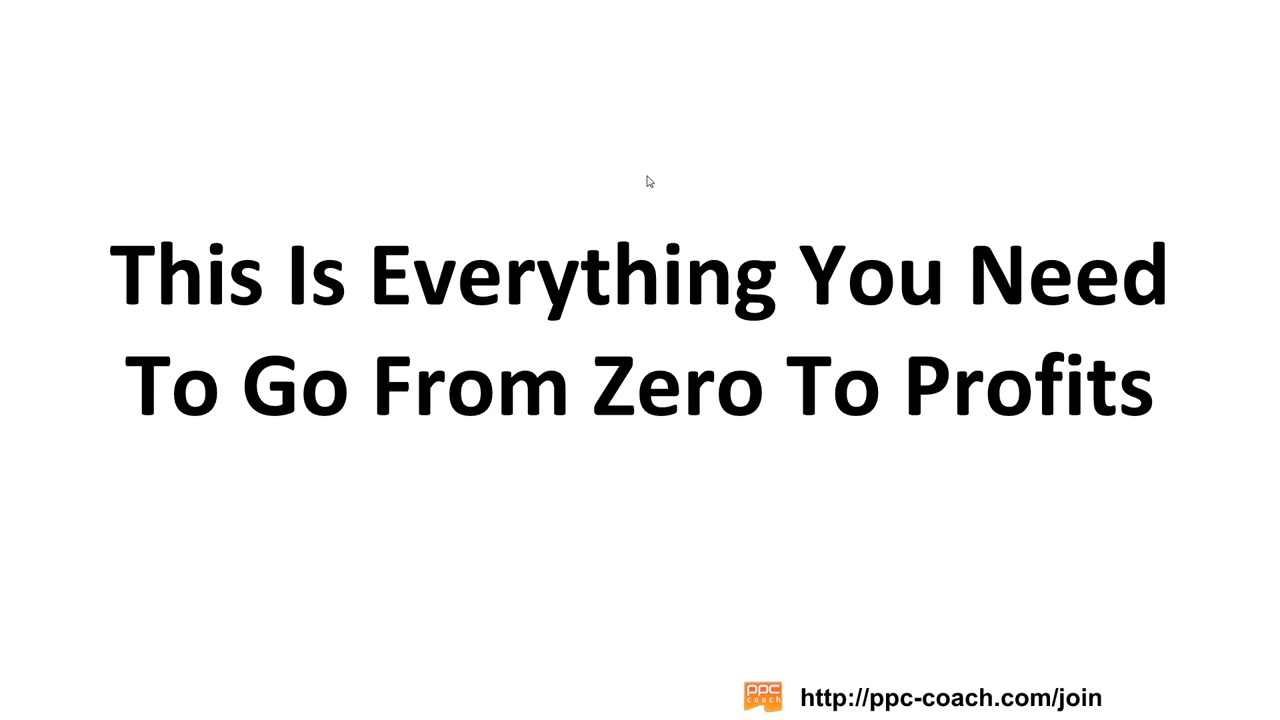 This Is Everything You Need
To Go From Zero To Profits
ppc
coach
http://ppc-coach.com/join